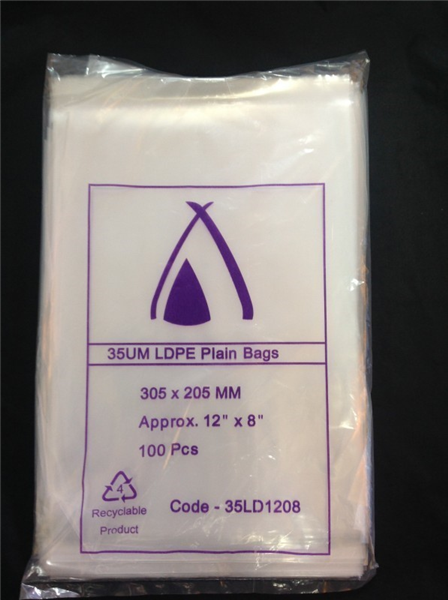 35UM LDPE Plain Bags
305 x 205 MM
Approx. 12" x 8"
100 Pcs
4
Recyclable
Product
Code - 35LD1208